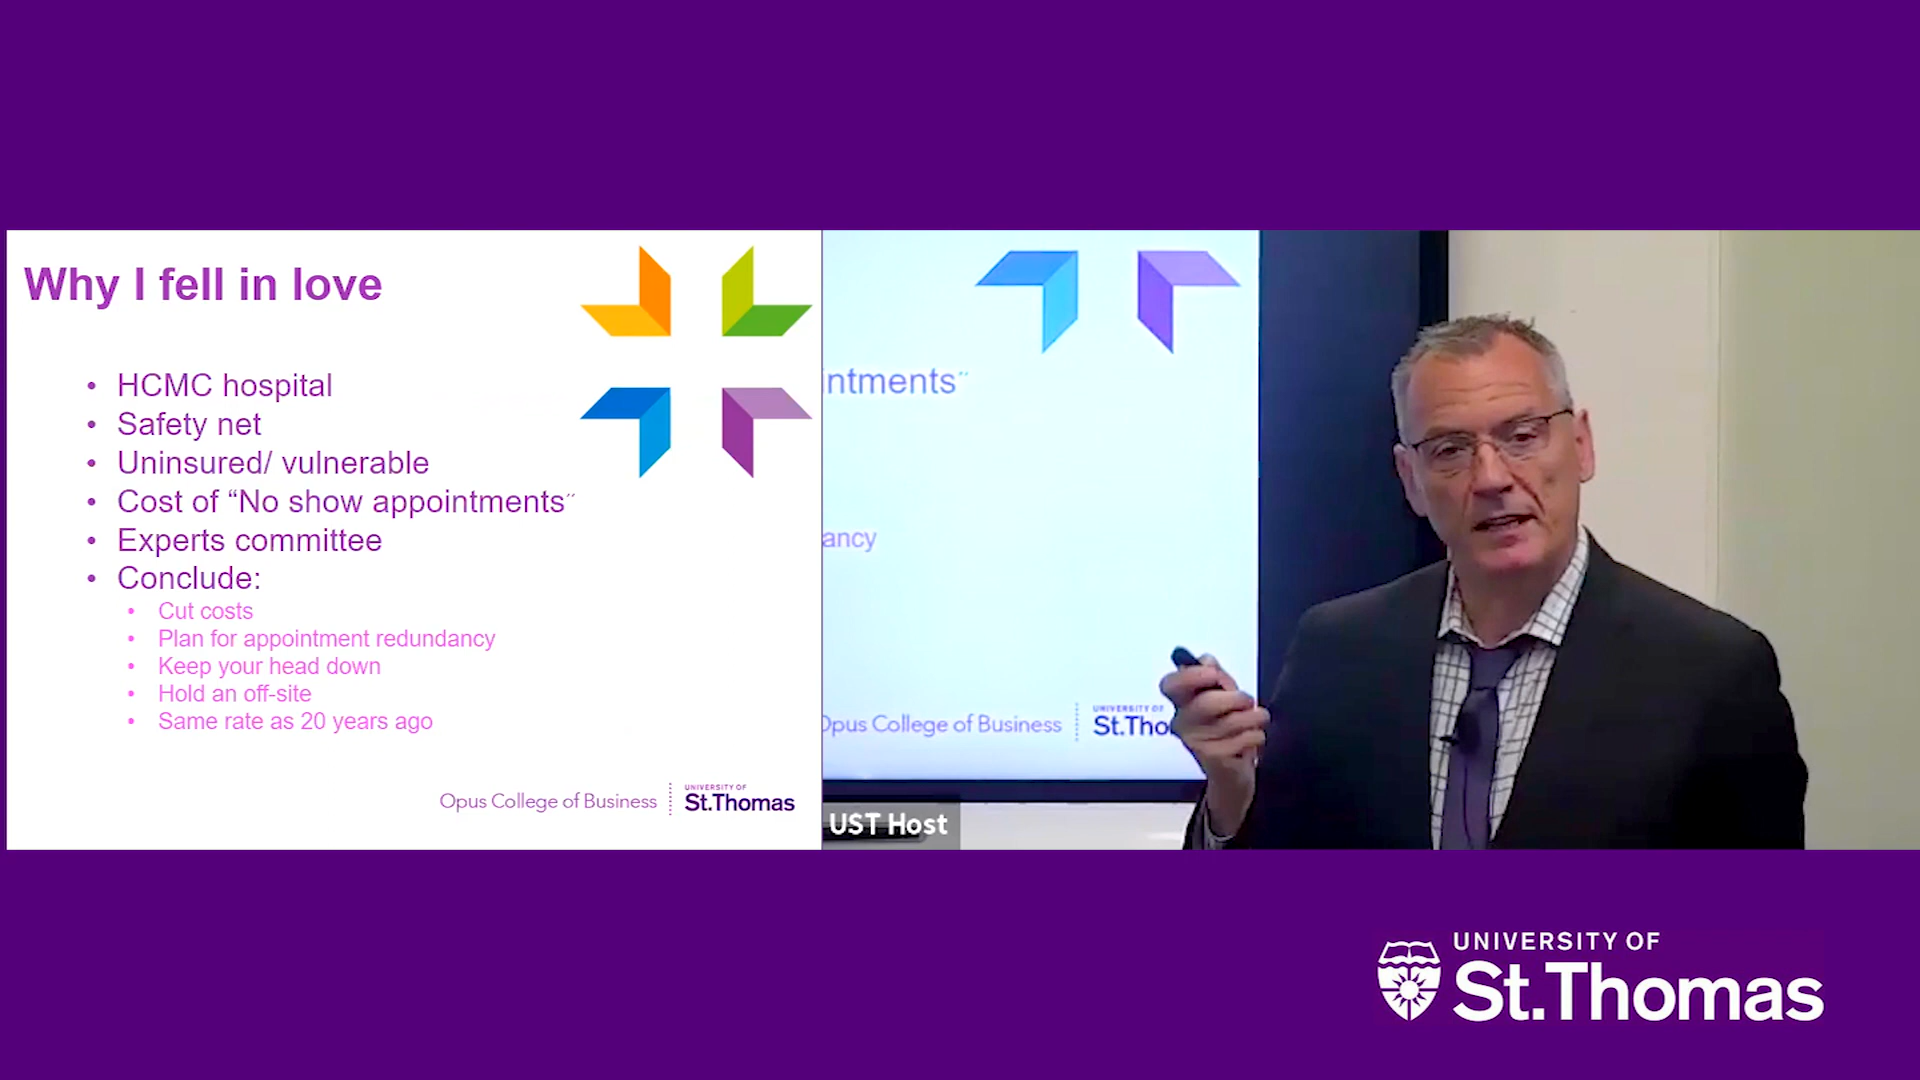 Why I fell in love
• HCMC hospital
• Safety net
• Uninsured/ vulnerable
• Cost of “No show appointments”
• Experts committee
• Conclude:
• Cut costs
• Plan for appointment redundancy
• Keep your head down
• Hold an off-site
• Same rate as 20 years ago
Opus College of Business
UNIVERSITY OF
St.Thomas
intments”
ancy
Opus College of Business
UNIVERSITY OF
St.Tho
UST Host
UNIVERSITY OF
St.Thomas